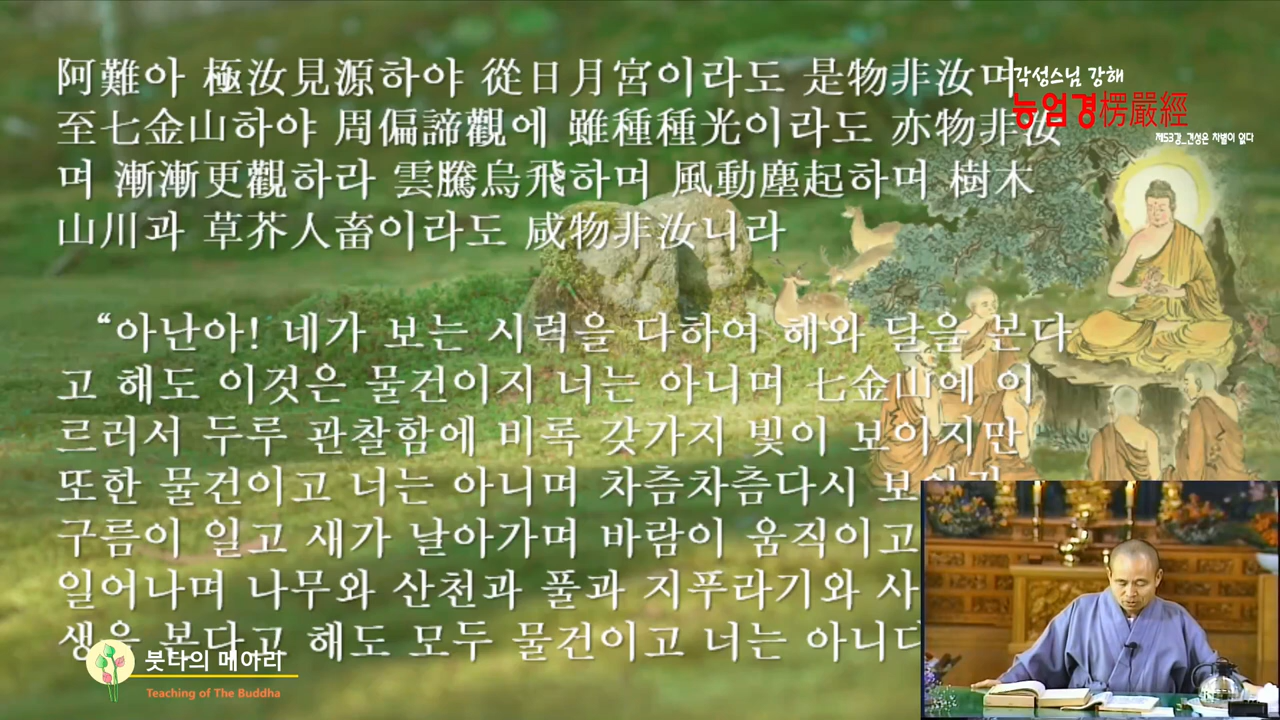 阿難아 極汝見源하야 從日月宮이라도 是物非汝며
至七金山하야 周偏諦觀에 雖種種光이라도 亦物非汝
며 漸漸更觀하라 雲騰鳥飛하며 風動塵起하며 樹木
山川과 草芥人畜이라도 咸物非汝니라
“아난아! 네가 보는 시력을 다하여 해와 달을 본다
고 해도 이것은 물건이지 너는 아니며 七金山에 이
르러서 두루 관찰함에 비록 갖가지 빛이 보이지만
또한 물건이고 너는 아니며 차츰차츰다시
구름이 일고 새가 날아가며 바람이 움직이고
일어나며 나무와 산천과 풀과 지푸라기와
생을 본다고 해도 모두 물건이고 너는
각성스님 강해
능엄경楞嚴經
제53강_견성은 차별이 없다
붓다의 메아리
Teaching of The Buddha